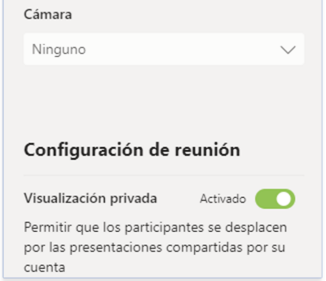 Cámara
Ninguno
Configuración de reunión
Visualización privada Activado
Permitir que los participantes se desplacen
por las presentaciones compartidas por su
cuenta